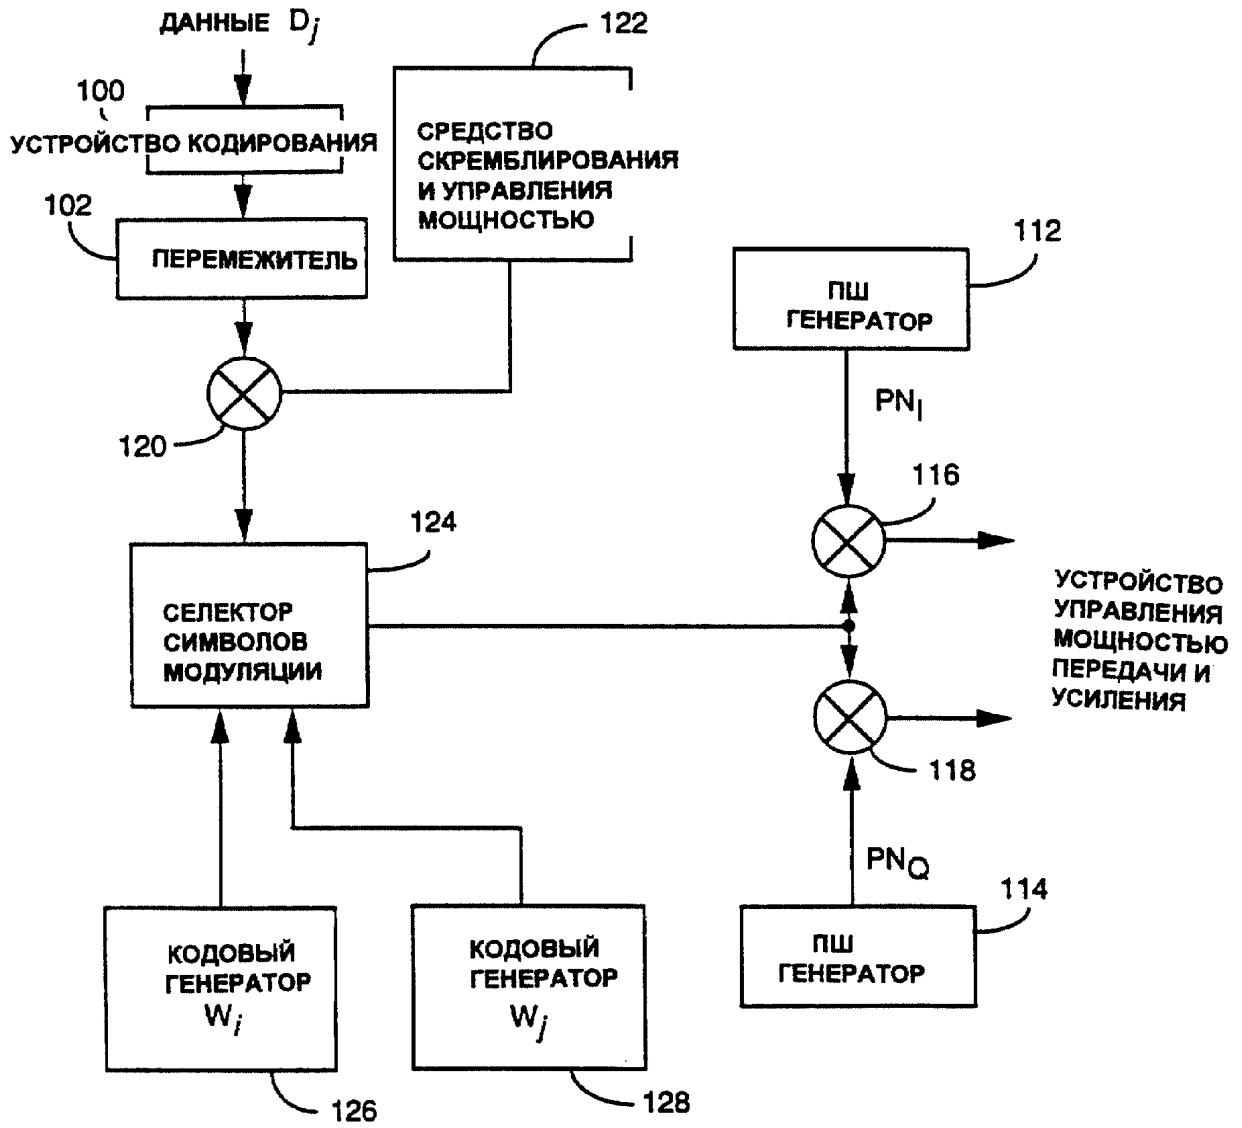 ДАННЫЕ Dj
122
100
УСТРОЙСТВО КОДИРОВАНИЯ
СРЕДСТВО
СКРЕМБЛИРОВАНИЯ
И УПРАВЛЕНИЯ
МОЩНОСТЬЮ
102
ПЕРЕМЕЖИТЕЛЬ
112
ПШ
ГЕНЕРАТОР
PNI
120
116
124
СЕЛЕКТОР
СИМВОЛОВ
МОДУЛЯЦИИ
УСТРОЙСТВО
УПРАВЛЕНИЯ
МОЩНОСТЬЮ
ПЕРЕДАЧИ И
УСИЛЕНИЯ
118
PNQ
114
ПШ
ГЕНЕРАТОР
КОДОВЫЙ
ГЕНЕРАТОР
Wi
КОДОВЫЙ
ГЕНЕРАТОР
Wj
126
128